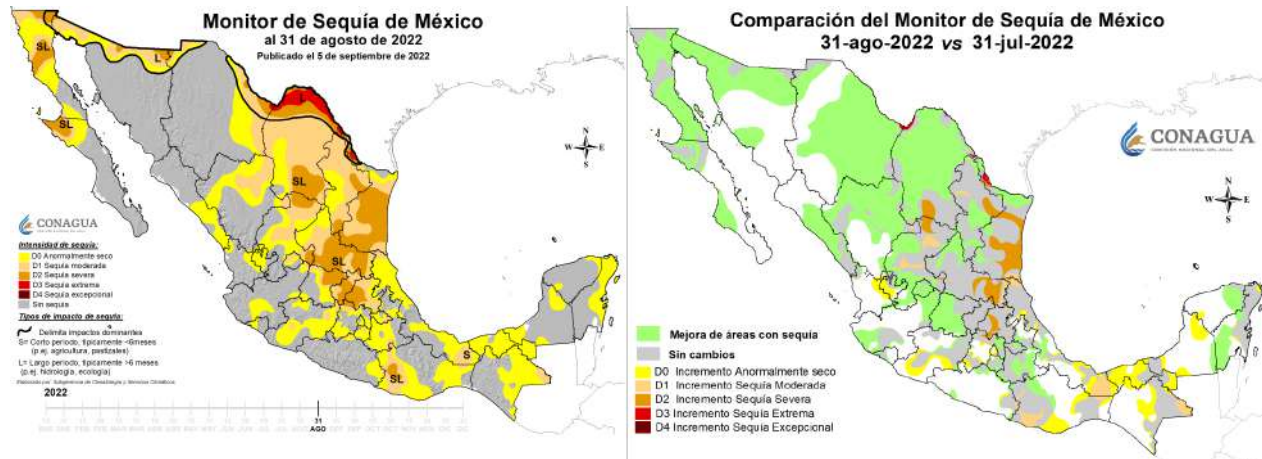 Monitor de Sequía de México
al 31 de agosto de 2022
Publicado el 5 de septiembre de 2022
SL
L
SL
L
SL
SL
S
SL
N
W
E
S
CONAGUA
Intensidad de sequía:
D0 Anormalmente seco
D1 Sequía moderada
D2 Sequía severa
D3 Sequía extrema
D4 Sequía excepcional
Sin sequía
Tipos de impacto de sequía:
Delimita impactos dominantes
S= Corto periodo, típicamente <6meses
(p.ej. agricultura, pastizales)
L= Largo periodo, típicamente >6 meses
(p.ej. hidrología, ecología)
2022
31
AGO
Comparación del Monitor de Sequía de México
31-ago-2022 vs 31-jul-2022
CONAGUA
COMISIÓN NACIONAL DEL AGUA
N
W
E
S
Mejora de áreas con sequía
Sin cambios
D0 Incremento Anormalmente seco
D1 Incremento Sequía Moderada
D2 Incremento Sequía Severa
D3 Incremento Sequía Extrema
D4 Incremento Sequía Excepcional